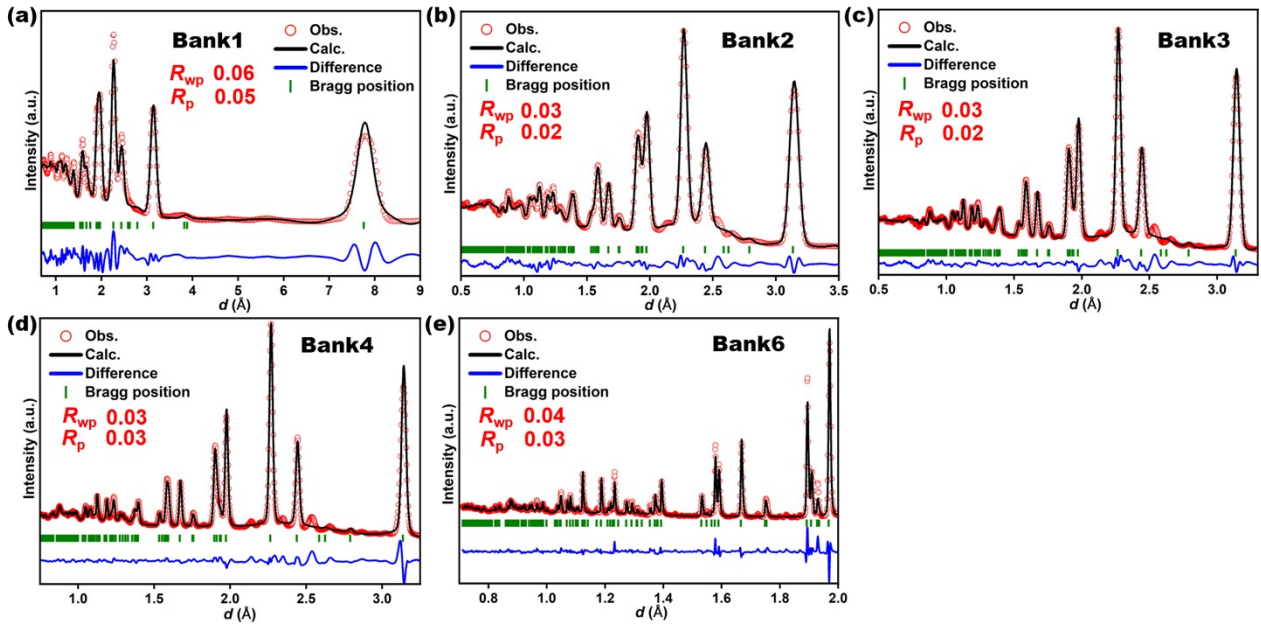 (a)
Bank1
Obs.
Calc.
Difference
Bragg position
Rwp 0.06
Rp 0.05
Intensity (a.u.)
1 2 3 4 5 6 7 8 9
d (Å)
(b)
Bank2
Obs.
Calc.
Difference
Bragg position
Rwp 0.03
Rp 0.02
Intensity (a.u.)
0.5 1.0 1.5 2.0 2.5 3.0 3.5
d (Å)
(c)
Bank3
Obs.
Calc.
Difference
Bragg position
Rwp 0.03
Rp 0.02
Intensity (a.u.)
0.5 1.0 1.5 2.0 2.5 3.0
d (Å)
(d)
Bank4
Obs.
Calc.
Difference
Bragg position
Rwp 0.03
Rp 0.03
Intensity (a.u.)
1.0 1.5 2.0 2.5 3.0
d (Å)
(e)
Bank6
Obs.
Calc.
Difference
Bragg position
Rwp 0.04
Rp 0.03
Intensity (a.u.)
0.8 1.0 1.2 1.4 1.6 1.8 2.0
d (Å)